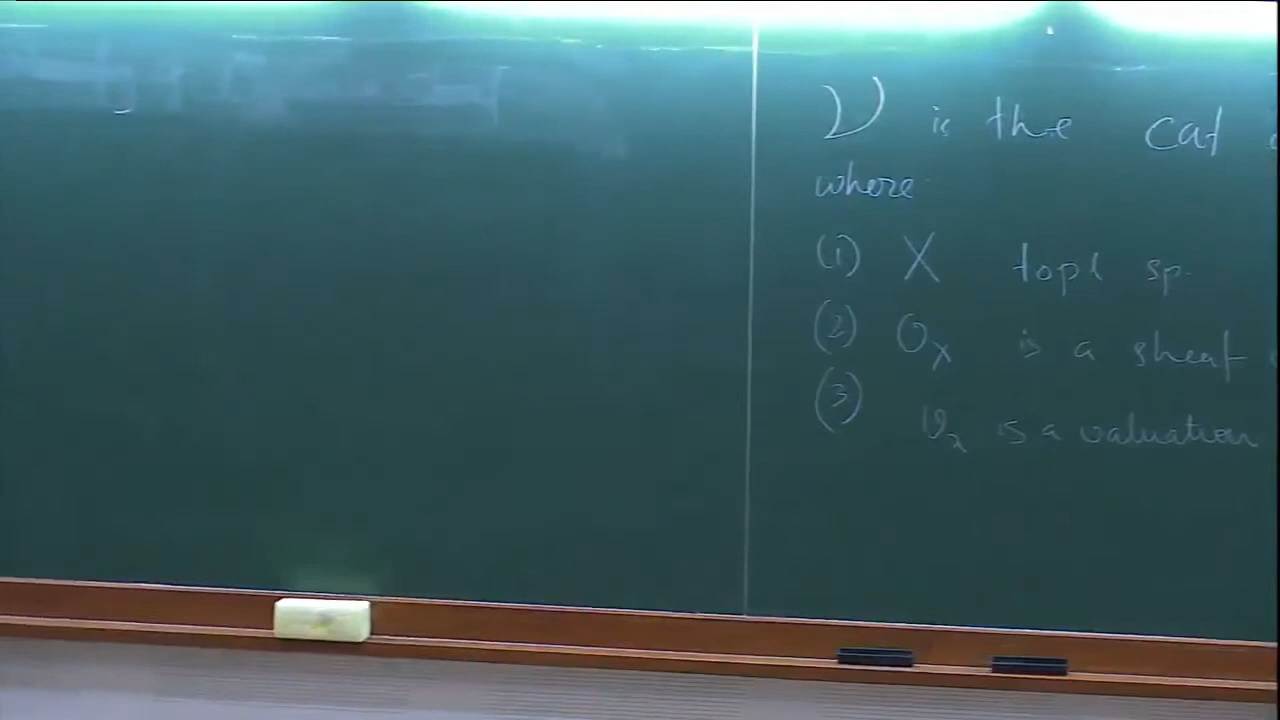 𝒱 is the cat
where
(1) X topl sp.
(2) O_X is a sheaf
(3) v_x is a valuation